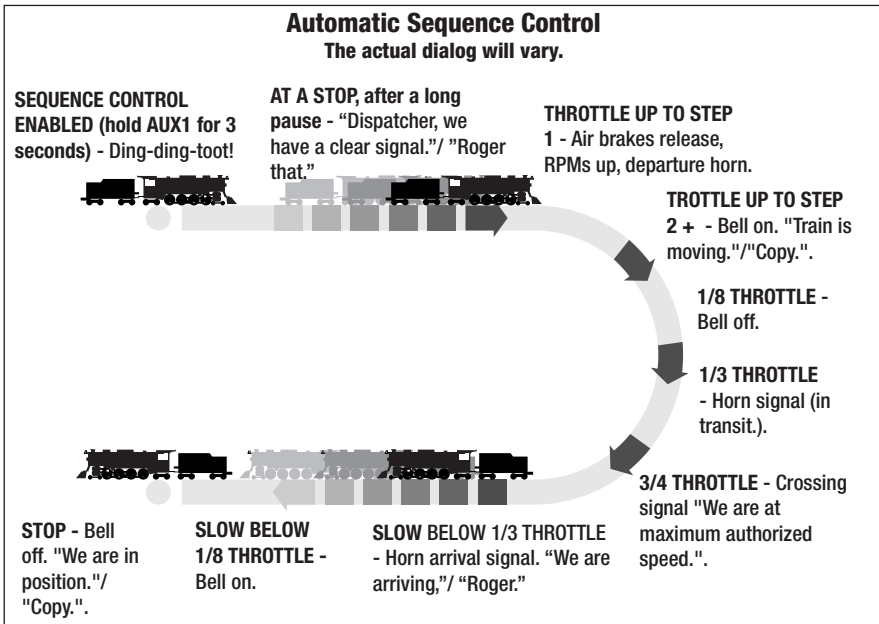 Automatic Sequence Control
The actual dialog will vary.
SEQUENCE CONTROL
ENABLED (hold AUX1 for 3
seconds) - Ding-ding-toot!
AT A STOP, after a long
pause - “Dispatcher, we
have a clear signal.”/ ”Roger
that.”
THROTTLE UP TO STEP
1 - Air brakes release,
RPMs up, departure horn.
TROTTLE UP TO STEP
2 + - Bell on. "Train is
moving."/"Copy.".
1/8 THROTTLE -
Bell off.
1/3 THROTTLE
- Horn signal (in
transit.).
3/4 THROTTLE - Crossing
signal "We are at
maximum authorized
speed.".
SLOW BELOW 1/3 THROTTLE
- Horn arrival signal. “We are
arriving,”/ “Roger.”
SLOW BELOW
1/8 THROTTLE -
Bell on.
STOP - Bell
off. "We are in
position."/
"Copy.".